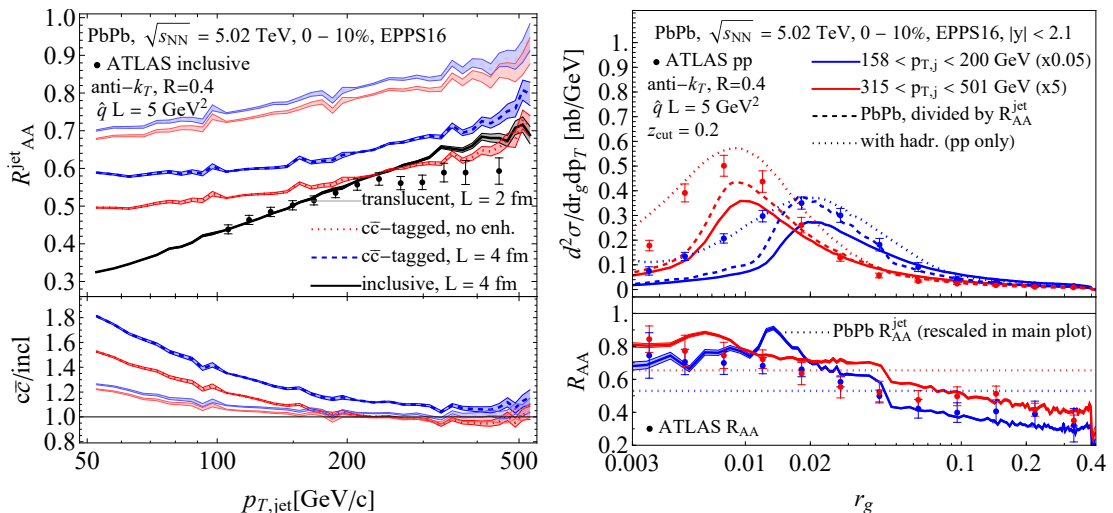 PbPb, √sNN = 5.02 TeV, 0 – 10%, EPPS16
• ATLAS inclusive
anti-kT, R=0.4
q̂ L = 5 GeV²
translucent, L = 2 fm
cc̄-tagged, no enh.
cc̄-tagged, L = 4 fm
inclusive, L = 4 fm
R^jet_AA
1.0
0.9
0.8
0.7
0.6
0.5
0.4
0.3
cc̄/incl
1.8
1.6
1.4
1.2
1.0
0.8
50
100
200
500
pT,jet[GeV/c]
PbPb, √sNN = 5.02 TeV, 0 – 10%, EPPS16, |y| < 2.1
• ATLAS pp
anti-kT, R=0.4
q̂ L = 5 GeV²
zcut = 0.2
158 < pT,j < 200 GeV (x0.05)
315 < pT,j < 501 GeV (x5)
PbPb, divided by R^jet_AA
with hadr. (pp only)
d²σ/drgdpT [nb/GeV]
1.
0.9
0.8
0.7
0.6
0.5
0.4
0.3
0.2
0.1
0
PbPb R^jet_AA (rescaled in main plot)
• ATLAS RAA
RAA
1.0
0.8
0.6
0.4
0.2
0.003
0.01
0.02
0.1
0.2
0.4
rg